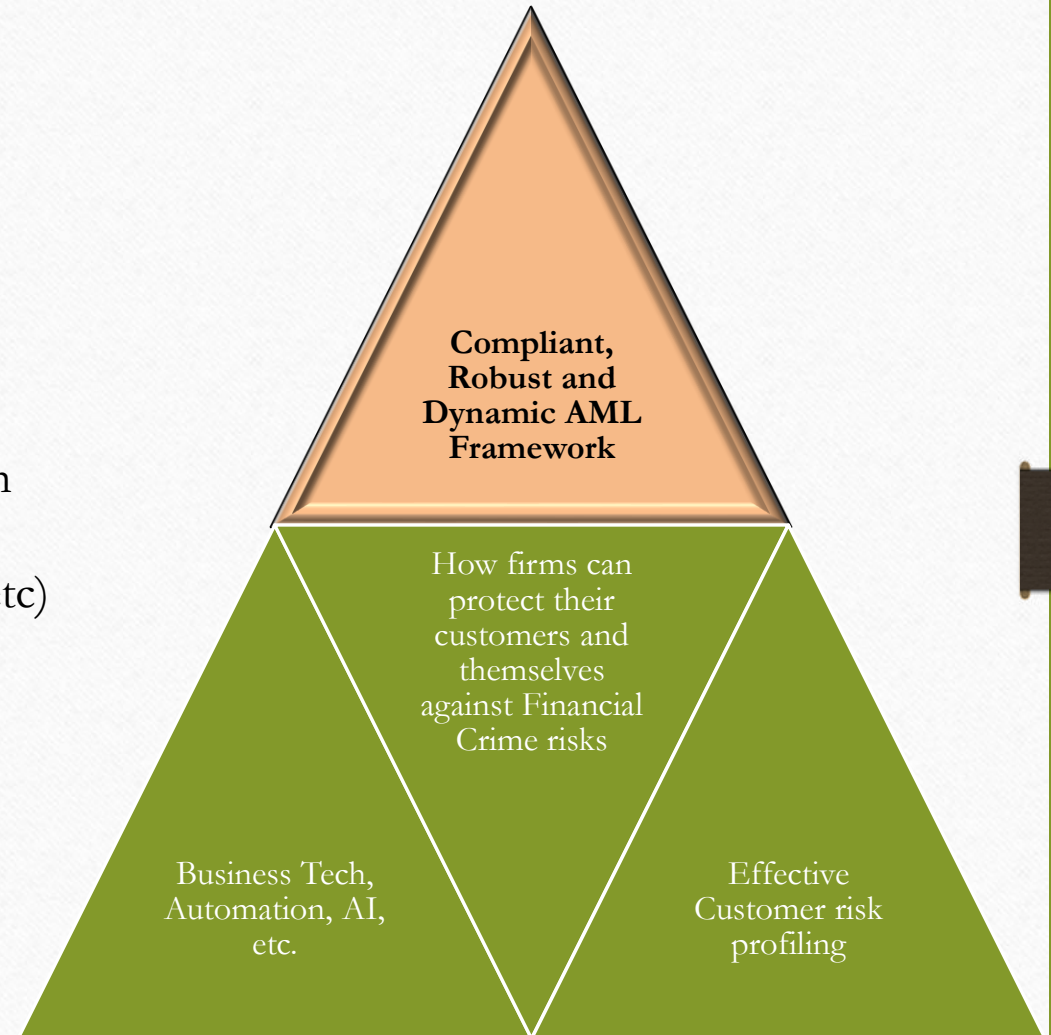 Compliant,
Robust and
Dynamic AML
Framework
etc)
How firms can
protect their
customers and
themselves
against Financial
Crime risks
Business Tech,
Automation, AI,
etc.
Effective
Customer risk
profiling